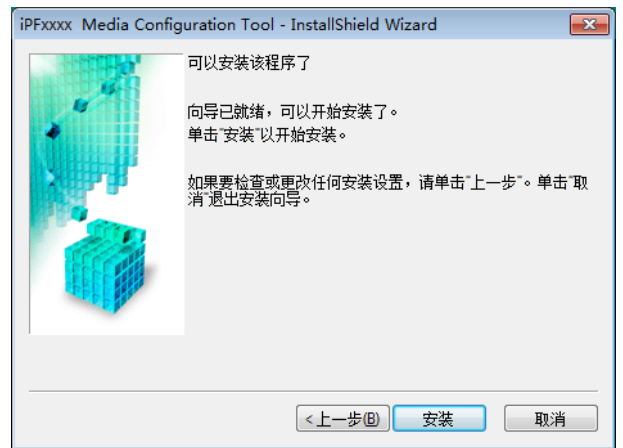 iPFxxxx Media Configuration Tool - InstallShield Wizard
可以安装该程序了
向导已就绪，可以开始安装了。
单击"安装"以开始安装。
如果要检查或更改任何安装设置，请单击"上一步"。单击"取
消"退出安装向导。
<上一步(B)
安装
取消